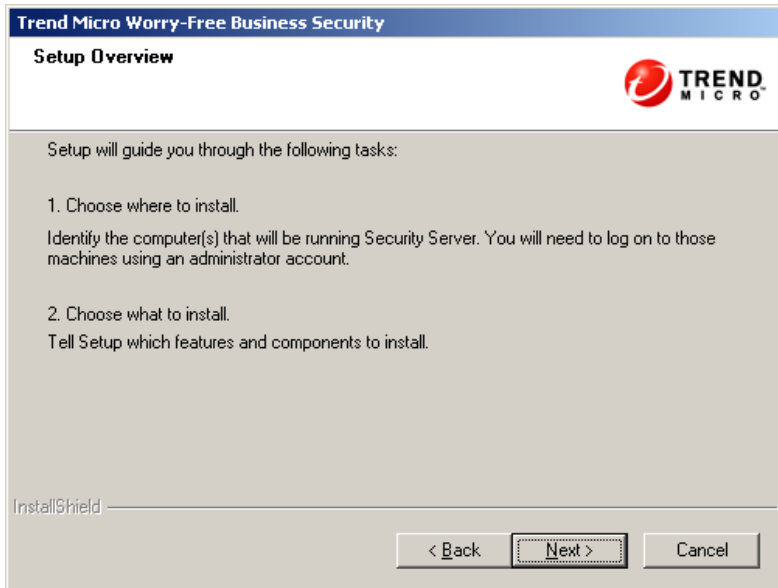 Trend Micro Worry-Free Business Security
Setup Overview
TREND
MICRO
Setup will guide you through the following tasks:
1. Choose where to install.
Identify the computer(s) that will be running Security Server. You will need to log on to those
machines using an administrator account.
2. Choose what to install.
Tell Setup which features and components to install.
InstallShield
< Back
Next >
Cancel